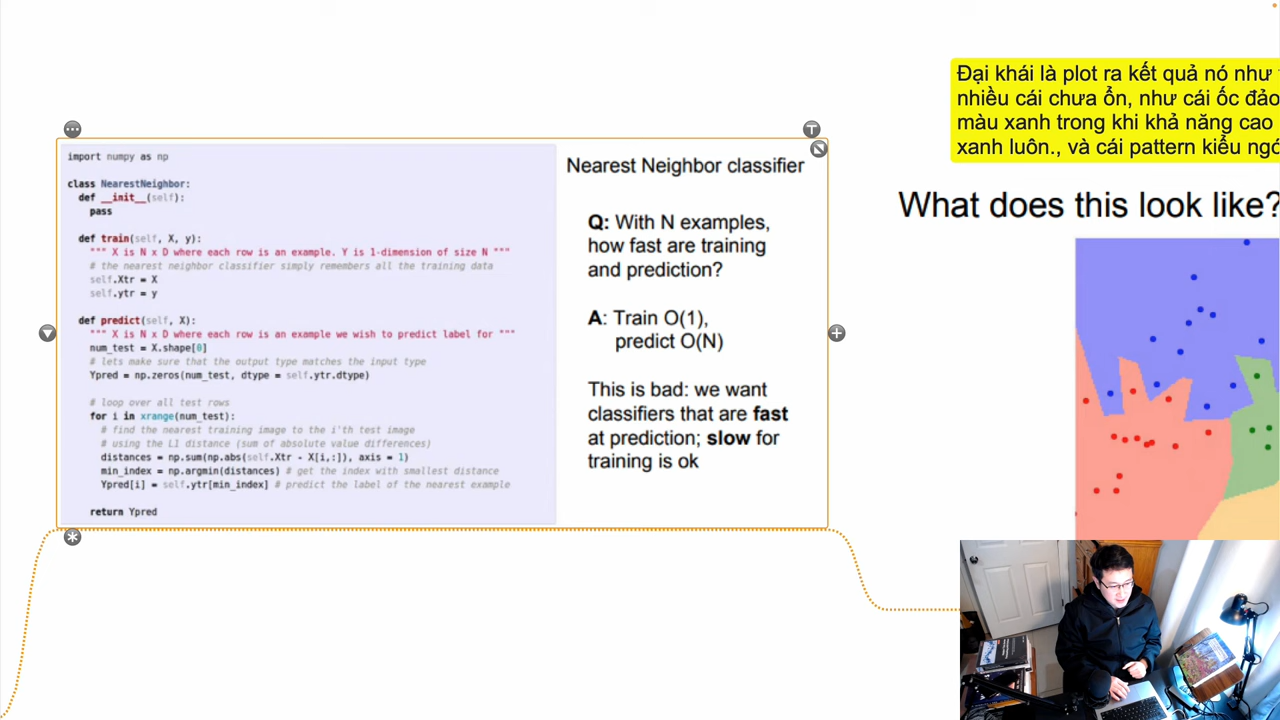 import numpy as np
class NearestNeighbor:
def __init__(self):
pass
def train(self, X, y):
""" X is N x D where each row is an example. Y is 1-dimension of size N """
# the nearest neighbor classifier simply remembers all the training data
self.Xtr = X
self.ytr = y
def predict(self, X):
""" X is N x D where each row is an example we wish to predict label for """
num_test = X.shape[0]
# lets make sure that the output type matches the input type
Ypred = np.zeros(num_test, dtype = self.ytr.dtype)
# loop over all test rows
for i in xrange(num_test):
# find the nearest training image to the i'th test image
# using the L1 distance (sum of absolute value differences)
distances = np.sum(np.abs(self.Xtr - X[i,:]), axis = 1)
min_index = np.argmin(distances) # get the index with smallest distance
Ypred[i] = self.ytr[min_index] # predict the label of the nearest example
return Ypred
Nearest Neighbor classifier
Q: With N examples,
how fast are training
and prediction?
A: Train O(1),
predict O(N)
This is bad: we want
classifiers that are fast
at prediction; slow for
training is ok
Đại khái là plot ra kết quả nó như
nhiều cái chưa ổn, như cái ốc đảo
màu xanh trong khi khả năng cao
xanh luôn., và cái pattern kiểu
What does this look like?